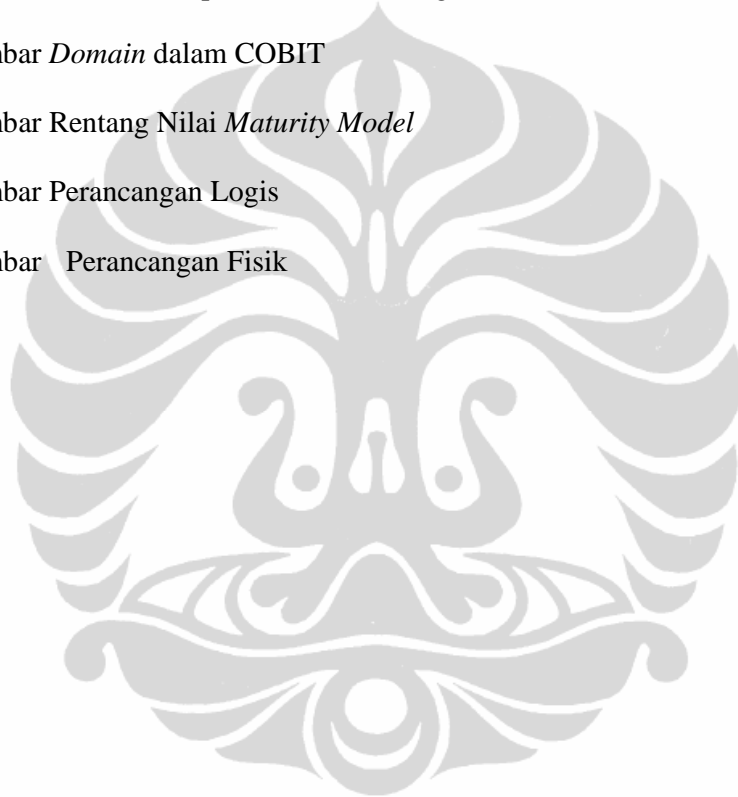 bar Domain dalam COBIT
bar Rentang Nilai Maturity Model
bar Perancangan Logis
bar Perancangan Fisik